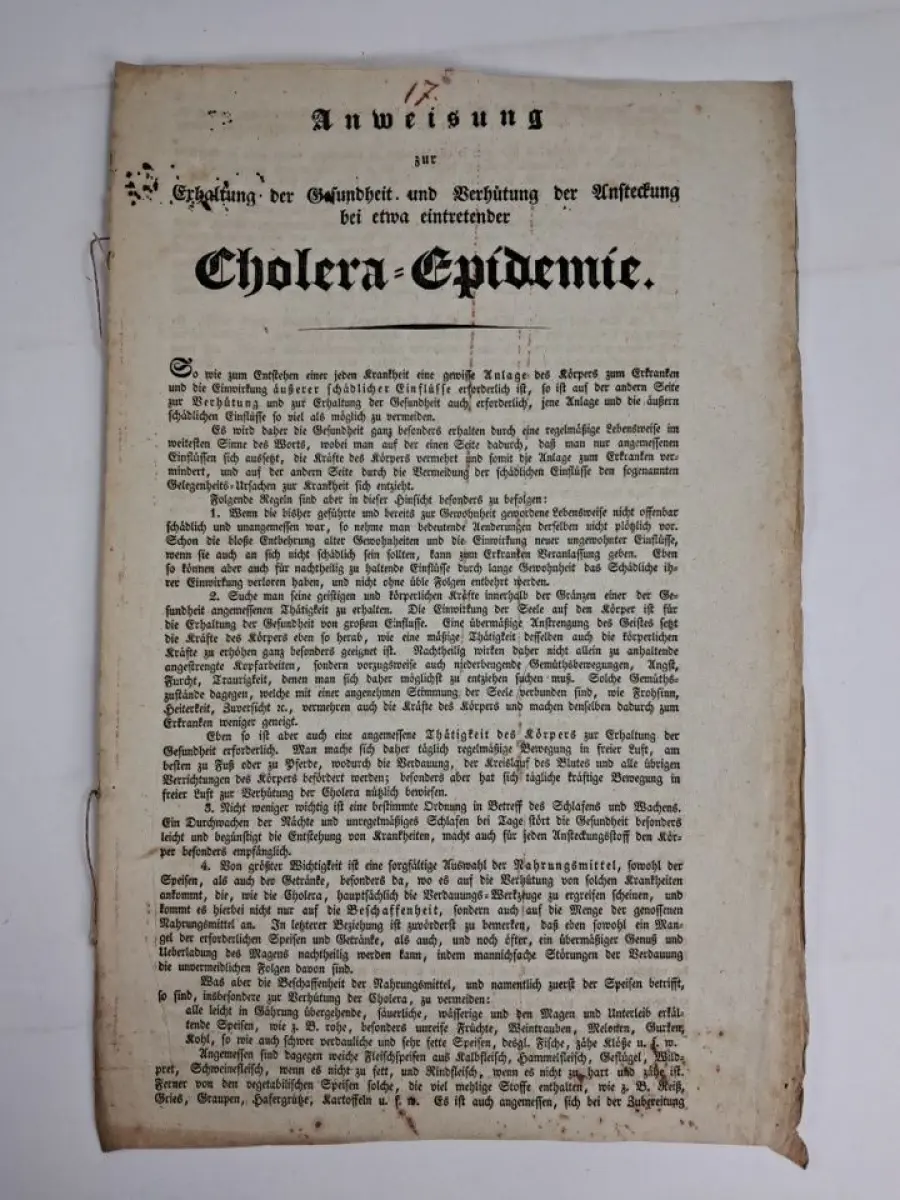 17.
Anweisung
zur
Erhaltung der Gesundheit und Verhütung der Ansteckung
bei etwa eintretender
Cholera-Epidemie.
So wie zum Entstehen einer jeden Krankheit eine gewisse Anlage des Körpers zum Erkranken
und die Einwirkung äußerer schädlicher Einflüsse erforderlich ist, so ist auf der andern Seite
zur Verhütung und zur Erhaltung der Gesundheit auch erforderlich, jene Anlage und die äußern
schädlichen Einflüsse so viel als möglich zu vermeiden.
Es wird daher die Gesundheit ganz besonders erhalten durch eine regelmäßige Lebensweise im
weitesten Sinne des Worts, wobei man auf der einen Seite dadurch, daß man nur angemessenen
Einflüssen sich aussetzt, die Kräfte des Körpers vermehrt und somit die Anlage zum Erkranken ver-
mindert, und auf der andern Seite durch die Vermeidung der schädlichen Einflüsse den sogenannten
Gelegenheits-Ursachen zur Krankheit sich entzieht.
Folgende Regeln sind aber in dieser Hinsicht besonders zu befolgen:
1. Wenn die bisher geführte und bereits zur Gewohnheit gewordene Lebensweise nicht offenbar
schädlich und unangemessen war, so nehme man bedeutende Aenderungen derselben nicht plötzlich vor.
Schon die bloße Entbehrung alter Gewohnheiten und die Einwirkung neuer ungewohnter Einflüsse,
wenn sie auch an sich nicht schädlich sein sollten, kann zum Erkranken Veranlassung geben. Eben
so können aber auch für nachtheilig zu haltende Einflüsse durch lange Gewohnheit das Schädliche ih-
rer Einwirkung verloren haben, und nicht ohne üble Folgen entbehrt werden.
2. Suche man seine geistigen und körperlichen Kräfte innerhalb der Gränzen einer der Ge-
sundheit angemessenen Thätigkeit zu erhalten. Die Einwirkung der Seele auf den Körper ist für
die Erhaltung der Gesundheit von großem Einflusse. Eine übermäßige Anstrengung des Geistes setzt
die Kräfte des Körpers eben so herab, wie eine mäßige Thätigkeit desselben auch die körperlichen
Kräfte zu erhöhen ganz besonders geeignet ist. Nachtheilig wirken daher nicht allein zu anhaltende
angestrengte Kopfarbeiten, sondern vorzugsweise auch niederbeugende Gemüthsbewegungen, Angst,
Furcht, Traurigkeit, denen man sich daher möglichst zu entziehen suchen muß. Solche Gemüths-
zustände dagegen, welche mit einer angenehmen Stimmung der Seele verbunden sind, wie Frohsinn,
Heiterkeit, Zuversicht ꝛc., vermehren auch die Kräfte des Körpers und machen denselben dadurch zum
Erkranken weniger geneigt.
Eben so ist aber auch eine angemessene Thätigkeit des Körpers zur Erhaltung der
Gesundheit erforderlich. Man mache sich daher täglich regelmäßige Bewegung in freier Luft, am
besten zu Fuß oder zu Pferde, wodurch die Verdauung, der Kreislauf des Blutes und alle übrigen
Verrichtungen des Körpers befördert werden; besonders aber hat sich tägliche kräftige Bewegung in
freier Luft zur Verhütung der Cholera nützlich bewiesen.
3. Nicht weniger wichtig ist eine bestimmte Ordnung in Betreff des Schlafens und Wachens.
Ein Durchwachen der Nächte und unregelmäßiges Schlafen bei Tage stört die Gesundheit besonders
leicht und begünstigt die Entstehung von Krankheiten, macht auch für jeden Ansteckungsstoff den Kör-
per besonders empfänglich.
4. Von größter Wichtigkeit ist eine sorgfältige Auswahl der Nahrungsmittel, sowohl der
Speisen, als auch der Getränke, besonders da, wo es auf die Verhütung von solchen Krankheiten
ankommt, die, wie die Cholera, hauptsächlich die Verdauungs-Werkzeuge zu ergreifen scheinen, und
kommt es hierbei nicht nur auf die Beschaffenheit, sondern auch auf die Menge der genossenen
Nahrungsmittel an. In letzterer Beziehung ist zuvörderst zu bemerken, daß eben sowohl ein Man-
gel der erforderlichen Speisen und Getränke, als auch, und noch öfter, ein übermäßiger Genuß und
Ueberladung des Magens nachtheilig werden kann, indem mannichfache Störungen der Verdauung
die unvermeidlichen Folgen davon sind.
Was aber die Beschaffenheit der Nahrungsmittel, und namentlich zuerst der Speisen betrifft,
so sind, insbesondere zur Verhütung der Cholera, zu vermeiden:
alle leicht in Gährung übergehende, säuerliche, wässerige und den Magen und Unterleib erkäl-
tende Speisen, wie z. B. rohe, besonders unreife Früchte, Weintrauben, Melonen, Gurken,
Kohl, so wie auch schwer verdauliche und sehr fette Speisen, desgl. Fische, zähe Klöße u. s. w.
Angemessen sind dagegen weiche Fleischspeisen aus Kalbfleisch, Hammelfleisch, Geflügel, Wild-
pret, Schweinefleisch, wenn es nicht zu fett, und Rindfleisch, wenn es nicht zu hart und zähe ist.
Ferner von den vegetabilischen Speisen solche, die viel mehlige Stoffe enthalten, wie z. B. Reiß,
Gries, Graupen, Hafergrütze, Kartoffeln u. s. w. Es ist auch angemessen, sich bei der Zubereitung